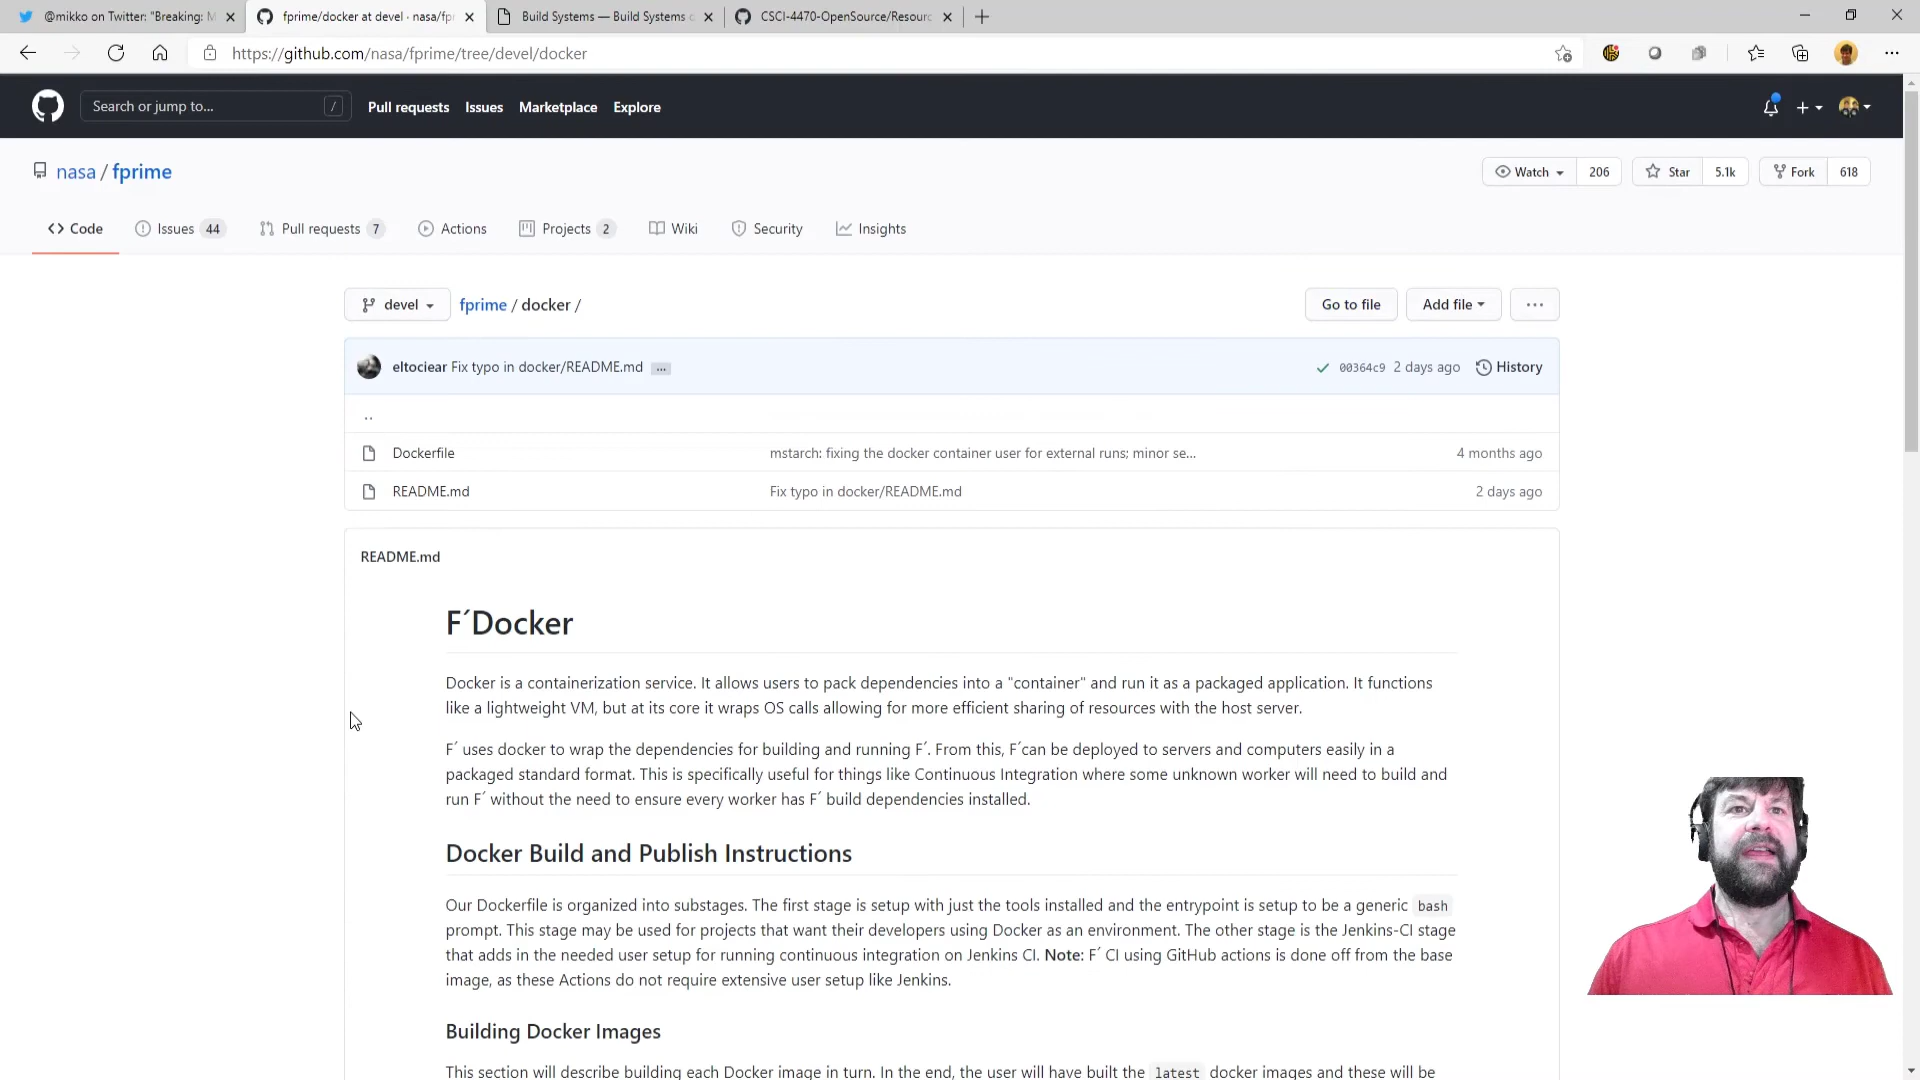 @mikko on Twitter: "Breaking: M
fprime/docker at devel · nasa/fpr
Build Systems — Build Systems c
CSCI-4470-OpenSource/Resourc
https://github.com/nasa/fprime/tree/devel/docker
Search or jump to... /
Pull requests Issues Marketplace Explore
nasa / fprime
Watch 206 Star 5.1k Fork 618
Code Issues 44 Pull requests 7 Actions Projects 2 Wiki Security Insights
devel fprime / docker / Go to file Add file ...
eltociear Fix typo in docker/README.md ... 00364c9 2 days ago History
..
Dockerfile mstarch: fixing the docker container user for external runs; minor se... 4 months ago
README.md Fix typo in docker/README.md 2 days ago
README.md
F´Docker
Docker is a containerization service. It allows users to pack dependencies into a "container" and run it as a packaged application. It functions
like a lightweight VM, but at its core it wraps OS calls allowing for more efficient sharing of resources with the host server.
F´ uses docker to wrap the dependencies for building and running F´. From this, F´can be deployed to servers and computers easily in a
packaged standard format. This is specifically useful for things like Continuous Integration where some unknown worker will need to build and
run F´ without the need to ensure every worker has F´ build dependencies installed.
Docker Build and Publish Instructions
Our Dockerfile is organized into substages. The first stage is setup with just the tools installed and the entrypoint is setup to be a generic bash
prompt. This stage may be used for projects that want their developers using Docker as an environment. The other stage is the Jenkins-CI stage
that adds in the needed user setup for running continuous integration on Jenkins CI. Note: F´ CI using GitHub actions is done off from the base
image, as these Actions do not require extensive user setup like Jenkins.
Building Docker Images
This section will describe building each Docker image in turn. In the end, the user will have built the latest docker images and these will be